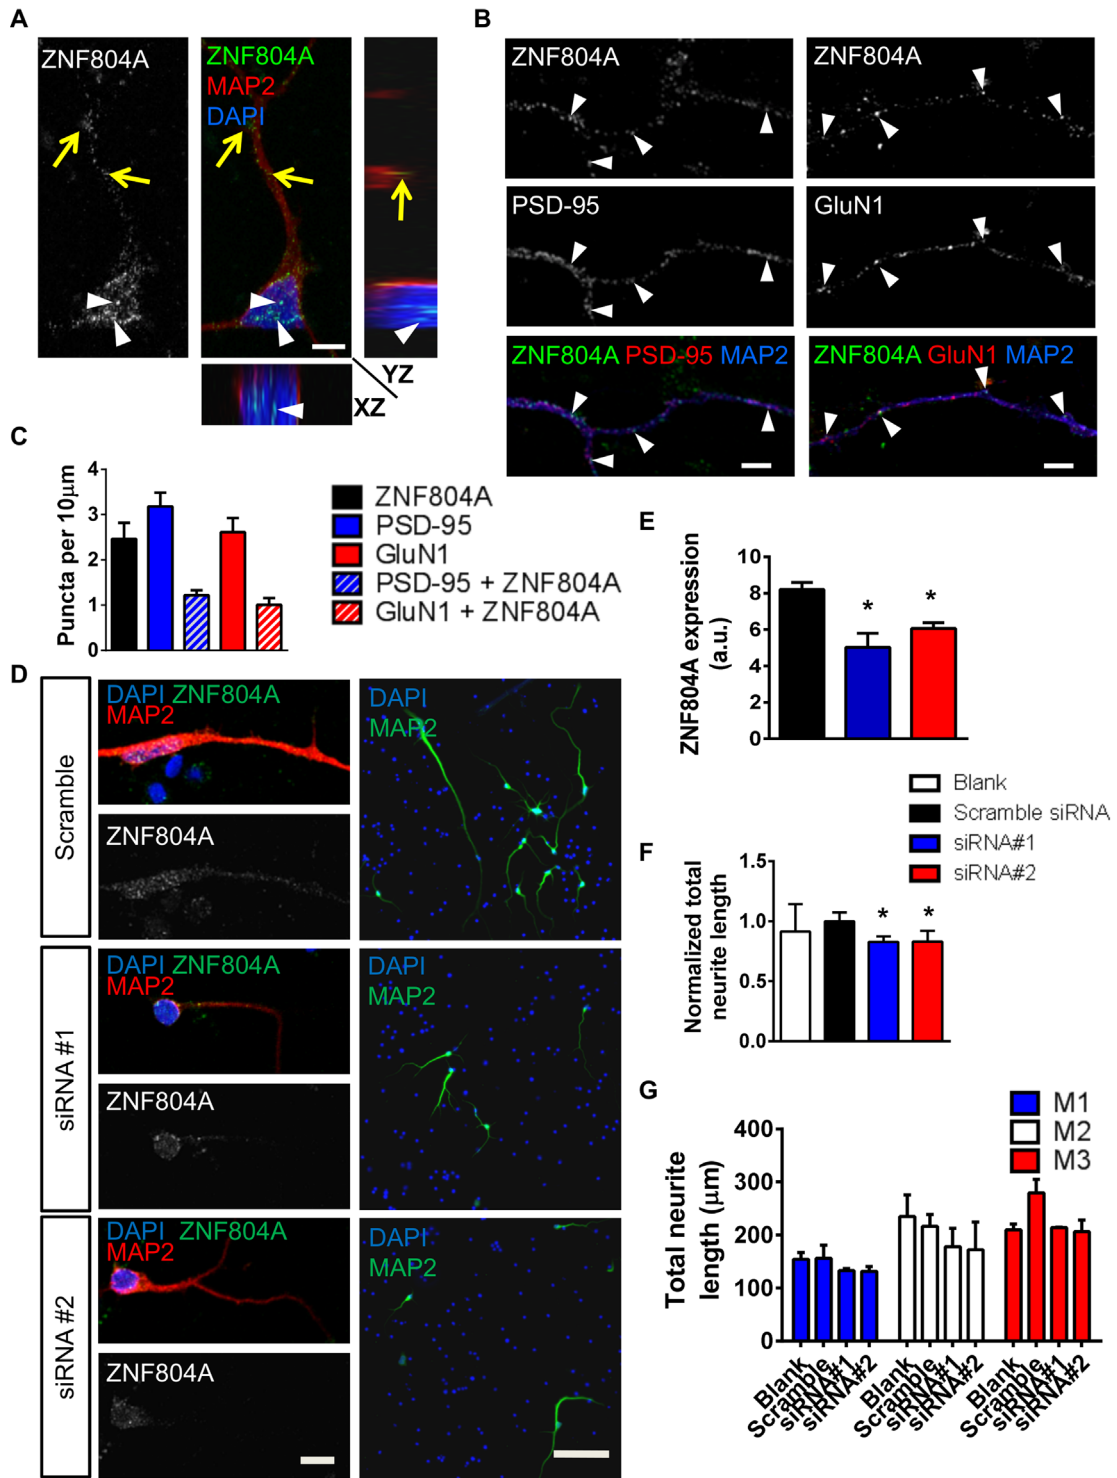 A
ZNF804A
ZNF804A
MAP2
DAPI
YZ
XZ
B
ZNF804A
ZNF804A
PSD-95
GluN1
ZNF804A PSD-95 MAP2
ZNF804A GluN1 MAP2
C
Puncta per 10μm
4
3
2
1
0
ZNF804A
PSD-95
GluN1
PSD-95 + ZNF804A
GluN1 + ZNF804A
D
Scramble
DAPI ZNF804A
MAP2
ZNF804A
DAPI
MAP2
siRNA #1
DAPI ZNF804A
MAP2
ZNF804A
DAPI
MAP2
siRNA #2
DAPI ZNF804A
MAP2
ZNF804A
DAPI
MAP2
E
ZNF804A expression
(a.u.)
10
8
6
4
2
0
* *
Blank
Scramble siRNA
siRNA#1
siRNA#2
F
Normalized total
neurite length
1.5
1.0
0.5
0.0
* *
G
M1
M2
M3
Total neurite
length (μm)
400
300
200
100
0
Blank
Scramble
siRNA#1
siRNA#2
Blank
Scramble
siRNA#1
siRNA#2
Blank
Scramble
siRNA#1
siRNA#2